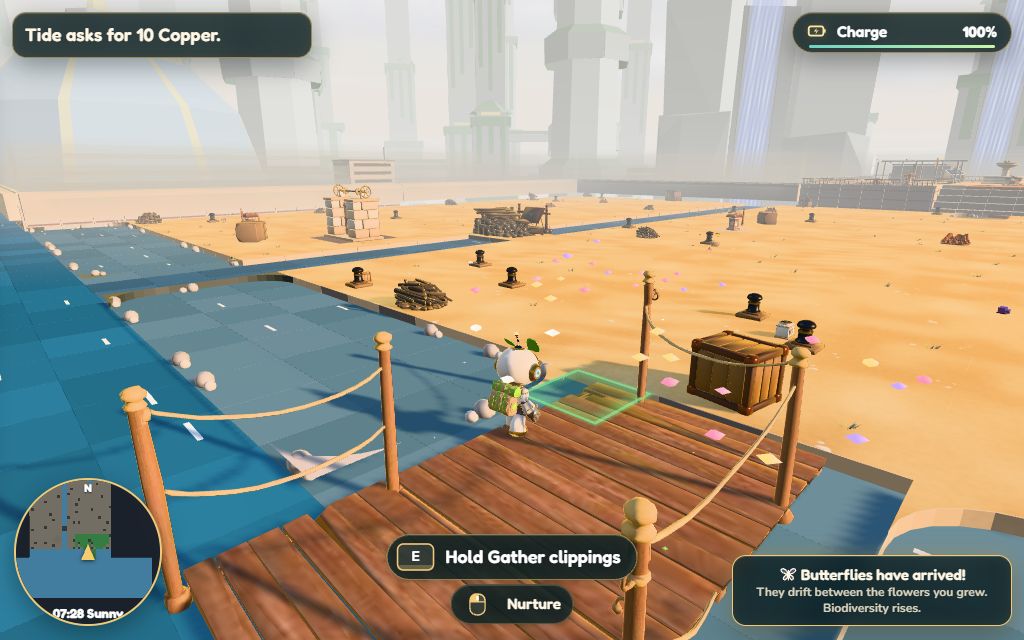 Tide asks for 10 Copper.
Charge 100%
N
07:28 Sunny
E Hold Gather clippings
Nurture
Butterflies have arrived!
They drift between the flowers you grew.
Biodiversity rises.